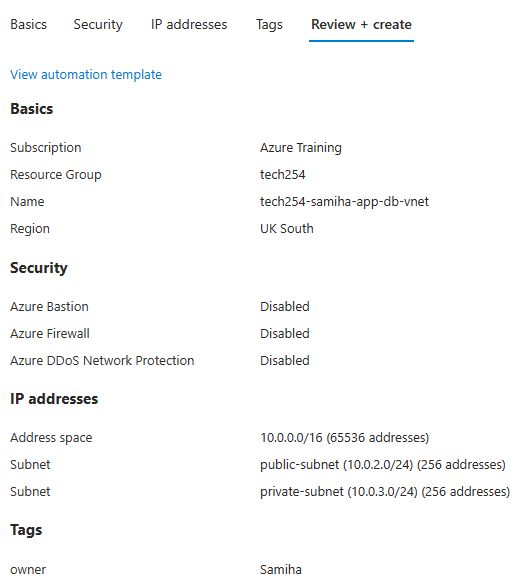 Basics Security IP addresses Tags Review + create
View automation template
Basics
Subscription Azure Training
Resource Group tech254
Name tech254-samiha-app-db-vnet
Region UK South
Security
Azure Bastion Disabled
Azure Firewall Disabled
Azure DDoS Network Protection Disabled
IP addresses
Address space 10.0.0.0/16 (65536 addresses)
Subnet public-subnet (10.0.2.0/24) (256 addresses)
Subnet private-subnet (10.0.3.0/24) (256 addresses)
Tags
owner Samiha